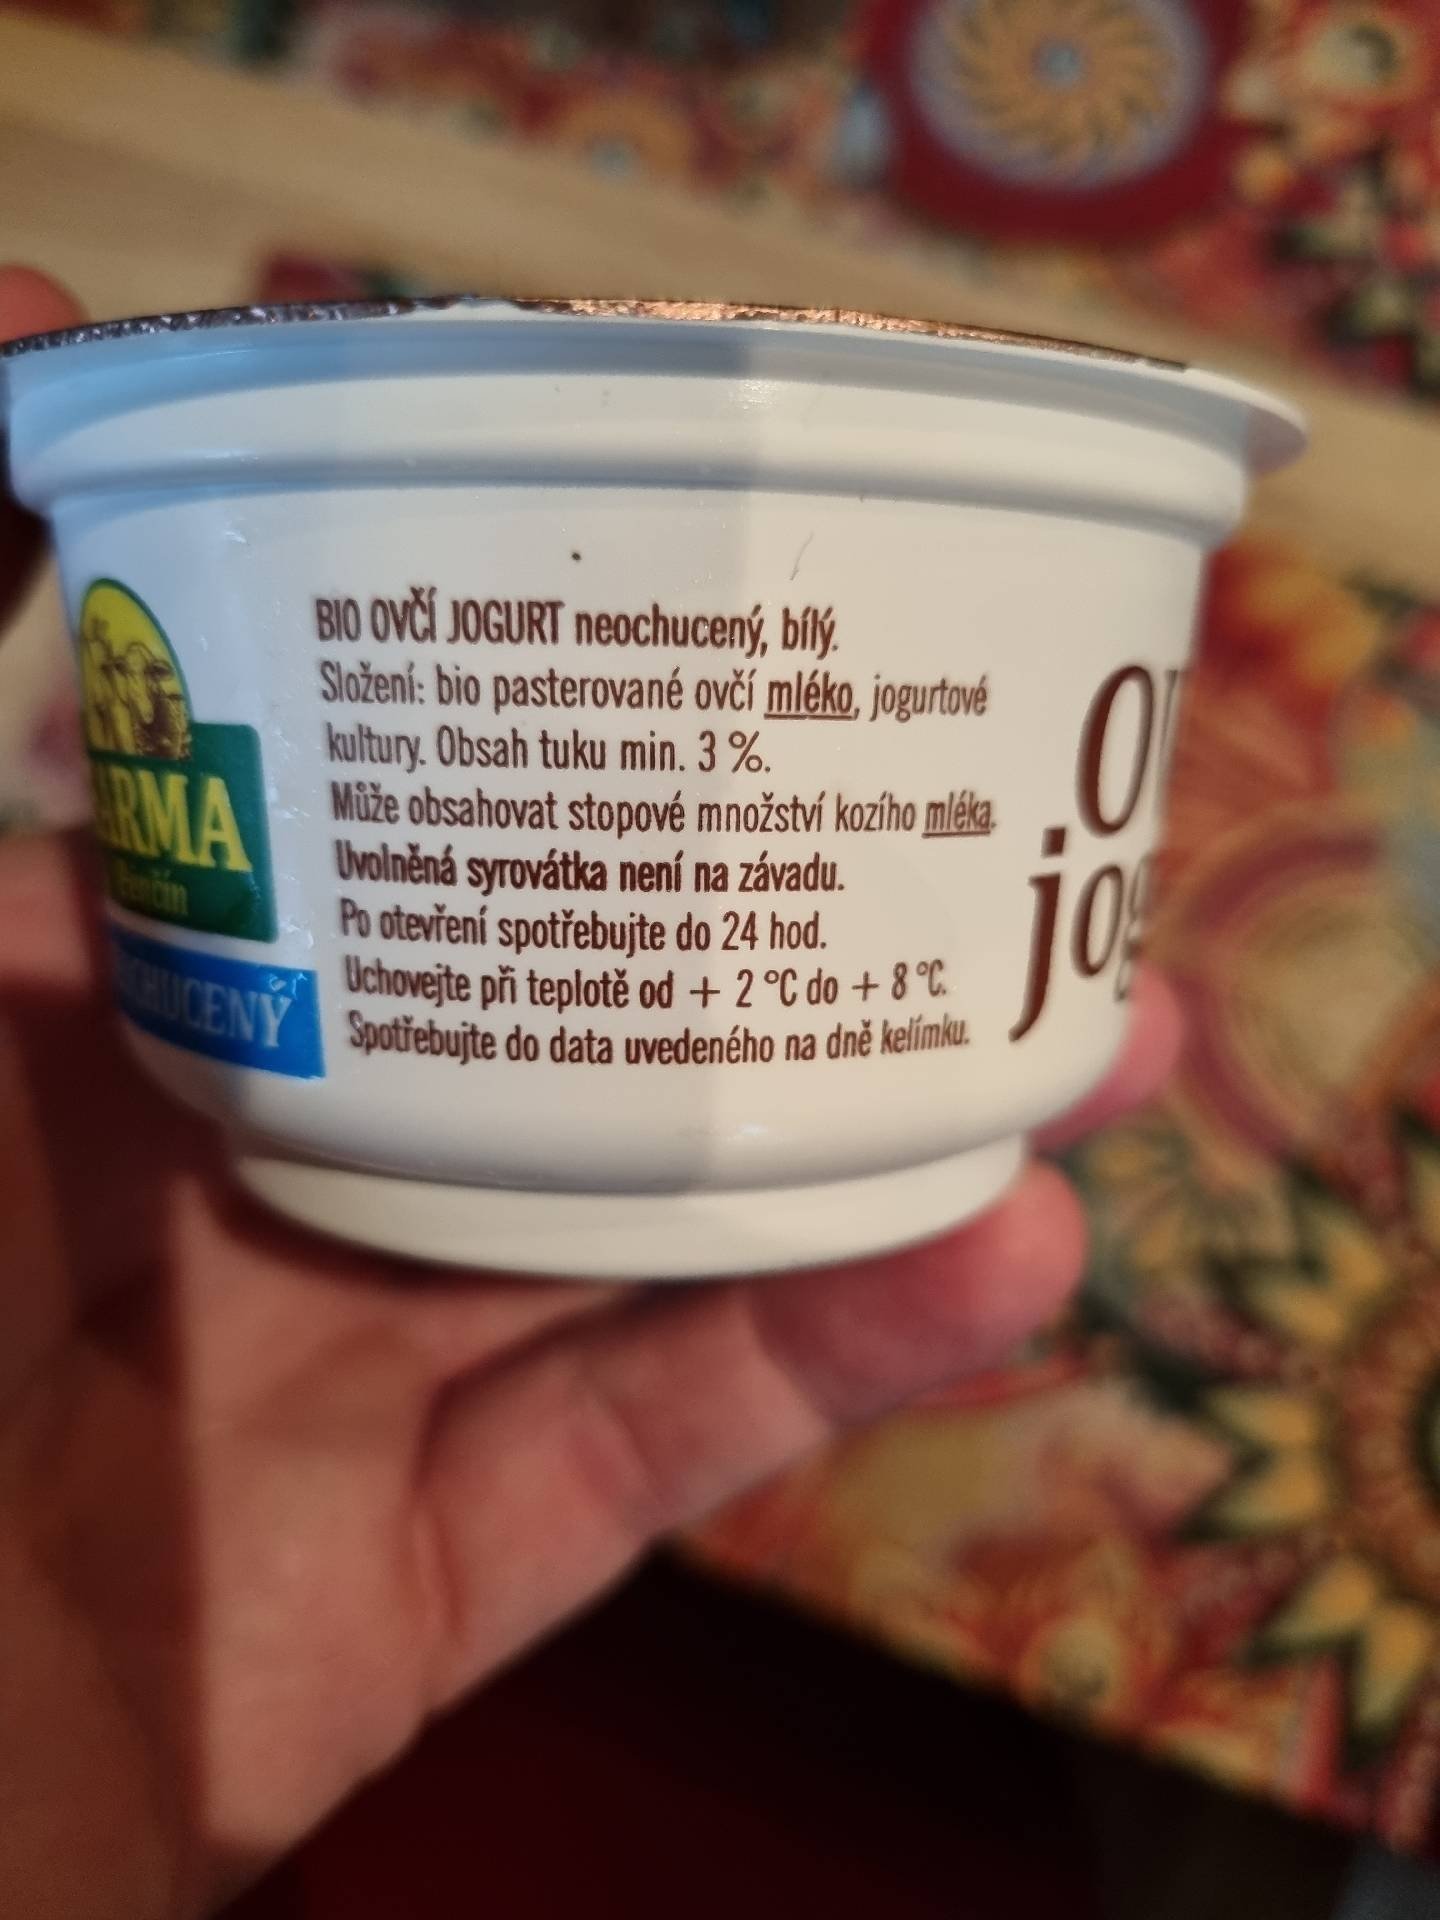 BIO OVČÍ JOGURT neochucený, bílý.
Složení: bio pasterované ovčí mléko, jogurtové
kultury. Obsah tuku min. 3 %.
Může obsahovat stopové množství kozího mléka.
Uvolněná syrovátka není na závadu.
Po otevření spotřebujte do 24 hod.
Uchovejte při teplotě od + 2 °C do + 8 °C.
Spotřebujte do data uvedeného na dně kelímku.